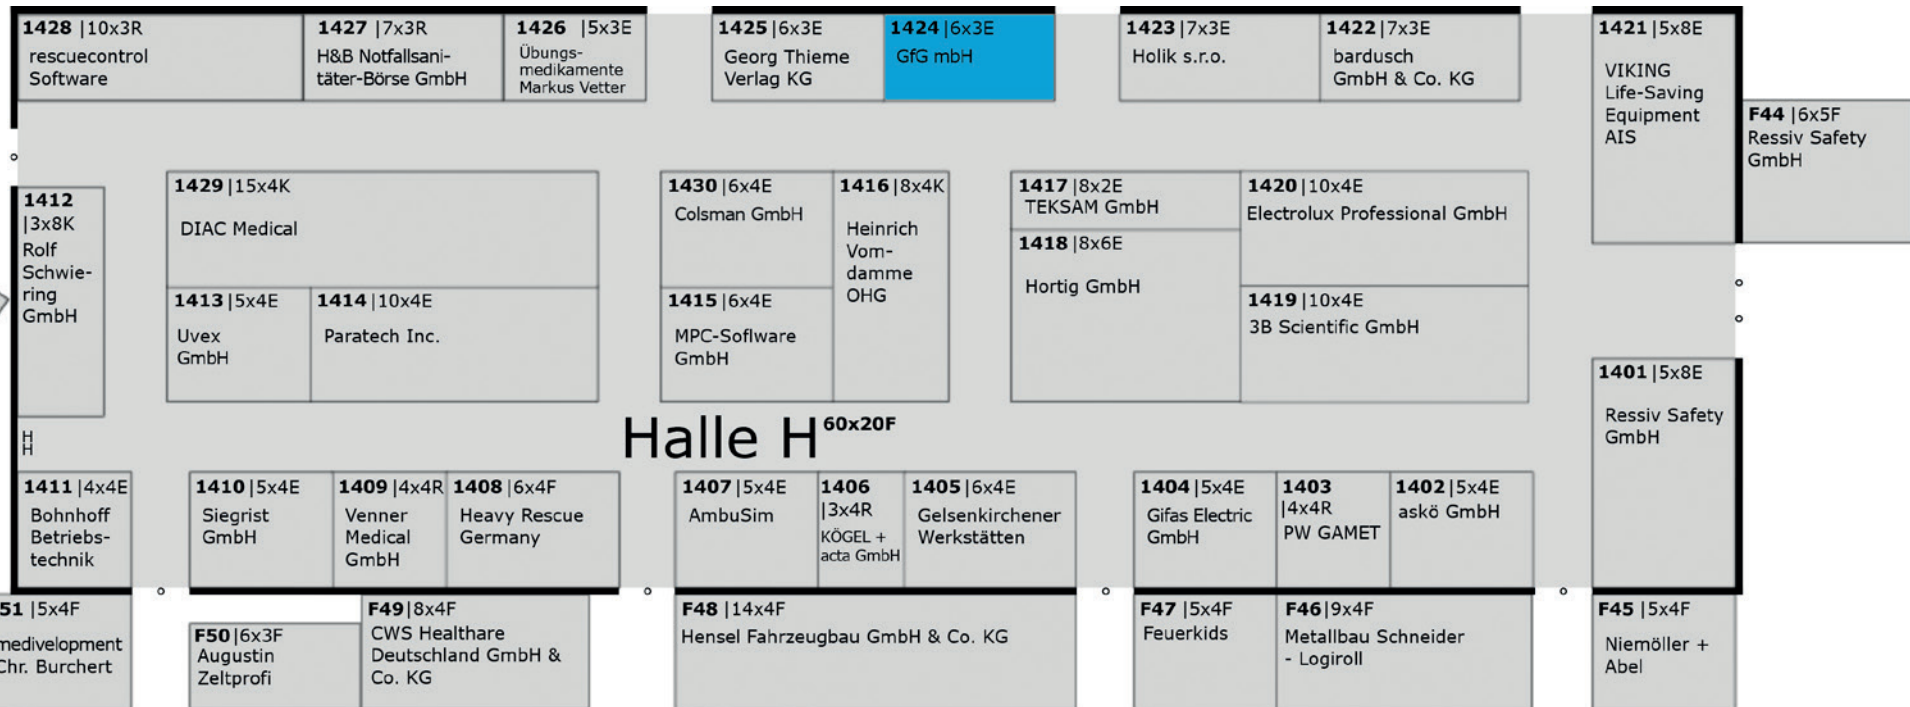 1428 |10x3R
rescuecontrol
Software
1427 |7x3R
H&B Notfallsani-
täter-Börse GmbH
1426 |5x3E
Übungs-
medikamente
Markus Vetter
1425|6x3E
Georg Thieme
Verlag KG
1424|6x3E
GfG mbH
1423|7x3E
Holik s.r.o.
1422|7x3E
bardusch
GmbH & Co. KG
1421|5x8E
VIKING
Life-Saving
Equipment
AIS
F44 |6x5F
Ressiv Safety
GmbH
1412
|3x8K
Rolf
Schwie-
ring
GmbH
1429|15x4K
DIAC Medical
1413|5x4E
Uvex
GmbH
1414|10x4E
Paratech Inc.
1430|6x4E
Colsman GmbH
1415|6x4E
MPC-Soflware
GmbH
1416|8x4K
Heinrich
Vom-
damme
OHG
1417|8x2E
TEKSAM GmbH
1418|8x6E
Hortig GmbH
1420|10x4E
Electrolux Professional GmbH
1419|10x4E
3B Scientific GmbH
1401|5x8E
Ressiv Safety
GmbH
Halle H 60x20F
H
H
1411|4x4E
Bohnhoff
Betriebs-
technik
1410|5x4E
Siegrist
GmbH
1409|4x4R
Venner
Medical
GmbH
1408|6x4F
Heavy Rescue
Germany
1407|5x4E
AmbuSim
1406
|3x4R
KÖGEL +
acta GmbH
1405|6x4E
Gelsenkirchener
Werkstätten
1404|5x4E
Gifas Electric
GmbH
1403
|4x4R
PW GAMET
1402|5x4E
askö GmbH
51 |5x4F
medivelopment
Chr. Burchert
F50|6x3F
Augustin
Zeltprofi
F49|8x4F
CWS Healthare
Deutschland GmbH &
Co. KG
F48 |14x4F
Hensel Fahrzeugbau GmbH & Co. KG
F47 |5x4F
Feuerkids
F46|9x4F
Metallbau Schneider
- Logiroll
F45 |5x4F
Niemöller +
Abel